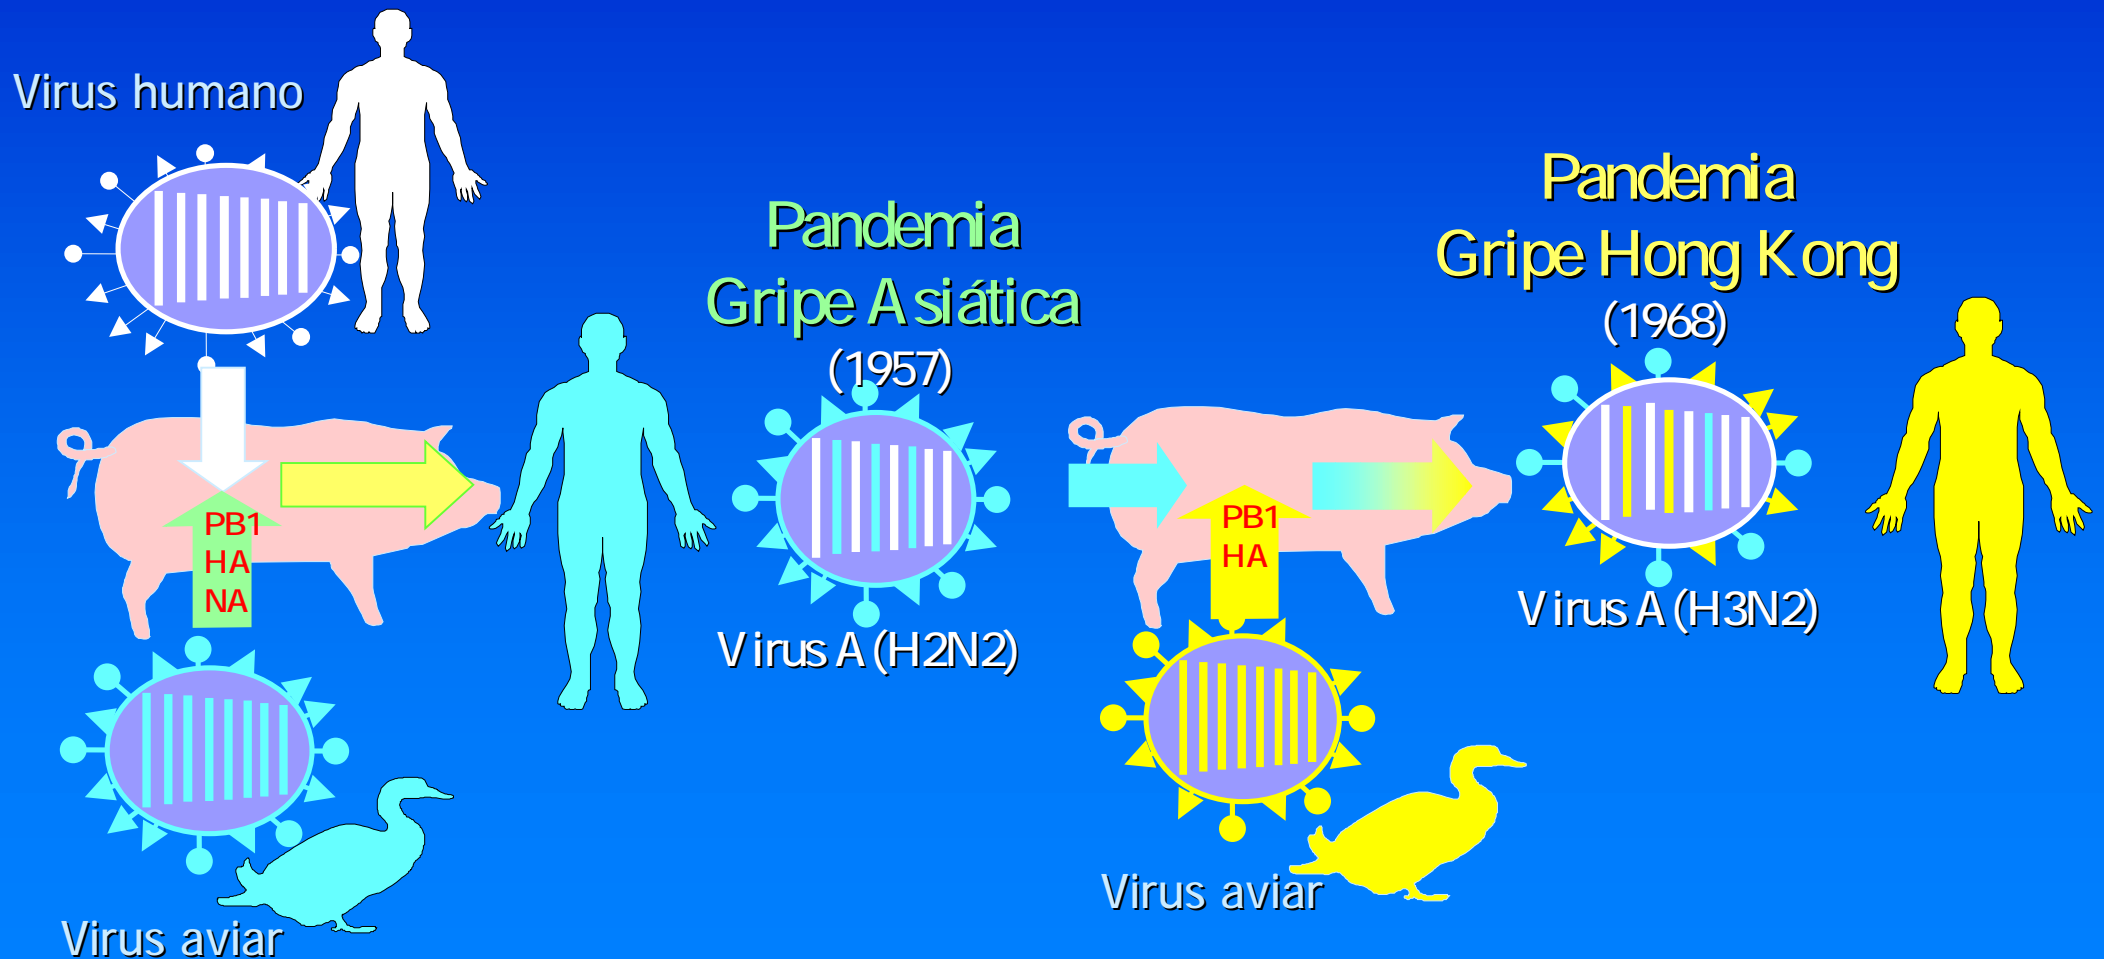 Virus humano
PB1
HA
NA
Virus aviar
Pandemia
Gripe Asiática
(1957)
Virus A (H2N2)
PB1
HA
Virus aviar
Pandemia
Gripe Hong Kong
(1968)
Virus A (H3N2)